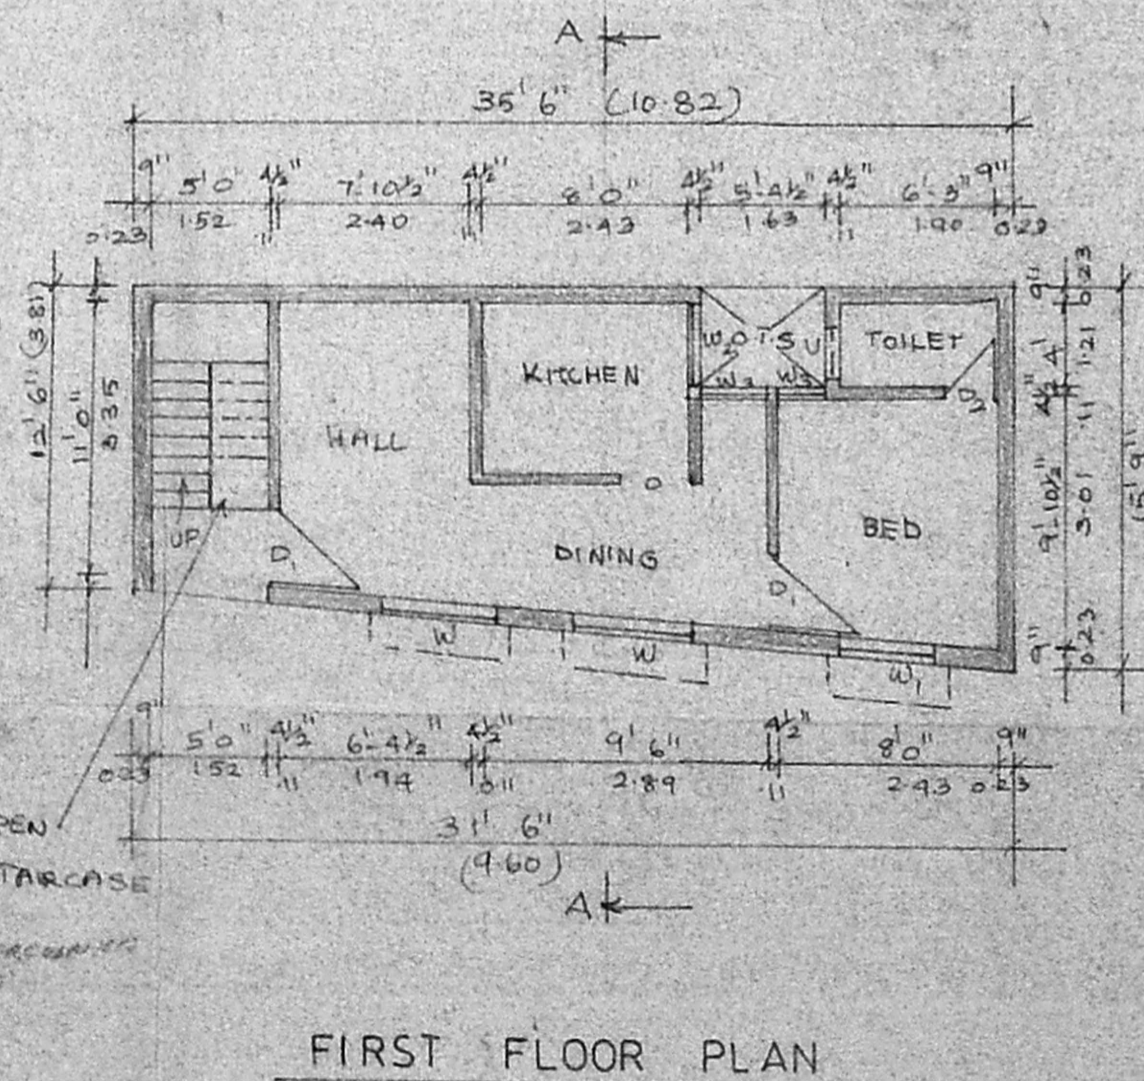 A
35' 6" (10.82)
9" 5'0" 4½" 7'-10½" 4½" 8'0" 4½" 5'-4½" 4½" 6'-3" 9"
0.23 1.52 .11 2.40 .11 2.43 1.63 .11 1.90 0.23
12' 6" (3.81)
11' 0"
3.35
9" 4' 4½" 9'-10½" 9"
0.23 1.21 .11 3.01 0.23
15' 9"
W2 O.T.S
W3 W3
TOILET
D2
KITCHEN
HALL
O
BED
UP
D1
DINING
D1
W W W1
9" 5'0" 4½" 6'-4½" 4½" 9' 6" 4½" 8'0" 9"
0.23 1.52 .11 1.94 0.11 2.89 .11 2.43 0.23
31' 6"
(9.60)
PEN
TAIRCASE
A
FIRST FLOOR PLAN